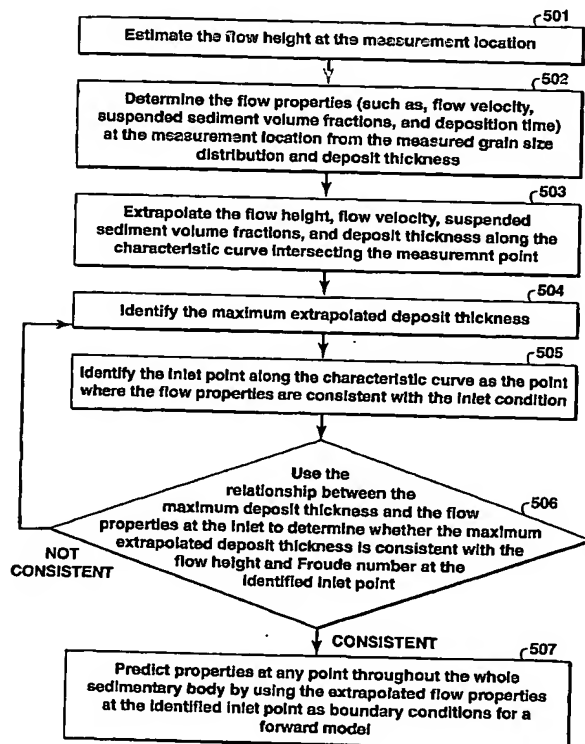 501
Estimate the flow height at the measurement location
502
Determine the flow properties (such as, flow velocity,
suspended sediment volume fractions, and deposition time)
at the measurement location from the measured grain size
distribution and deposit thickness
503
Extrapolate the flow height, flow velocity, suspended
sediment volume fractions, and deposit thickness along the
characteristic curve intersecting the measuremnt point
504
Identify the maximum extrapolated deposit thickness
505
Identify the inlet point along the characteristic curve as the point
where the flow properties are consistent with the inlet condition
506
Use the
relationship between the
maximum deposit thickness and the flow
properties at the inlet to determine whether the maximum
extrapolated deposit thickness is consistent with the
flow height and Froude number at the
identified inlet point
NOT
CONSISTENT
CONSISTENT
507
Predict properties at any point throughout the whole
sedimentary body by using the extrapolated flow properties
at the identified inlet point as boundary conditions for a
forward model